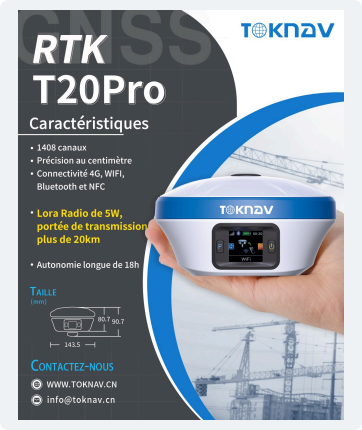 GNSS
TOKNAV
RTK
T20Pro
Caractéristiques
• 1408 canaux
• Précision au centimètre
• Connectivité 4G, WIFI,
Bluetooth et NFC
• Lora Radio de 5W,
portée de transmission
plus de 20km
• Autonomie longue de 18h
TOKNAV
WiFi
TAILLE
(mm)
80.7
90.7
143.5
CONTACTEZ-NOUS
WWW.TOKNAV.CN
info@toknav.cn